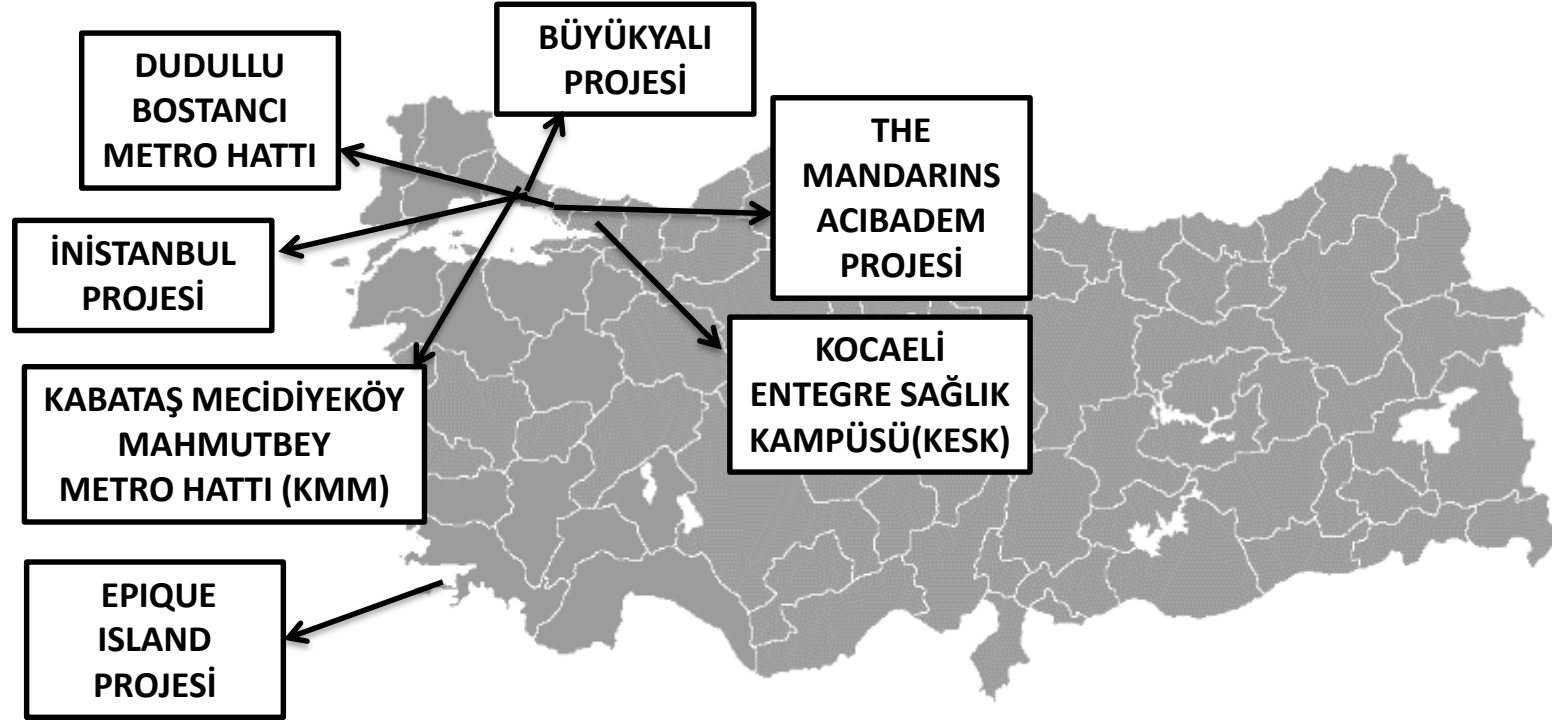 DUDULLU
BOSTANCI
METRO HATTI
BÜYÜKYALI
PROJESİ
THE
MANDARINS
ACIBADEM
PROJESİ
İNİSTANBUL
PROJESİ
KOCAELİ
ENTEGRE SAĞLIK
KAMPÜSÜ(KESK)
KABATAŞ MECİDİYEKÖY
MAHMUTBEY
METRO HATTI (KMM)
EPIQUE
ISLAND
PROJESİ